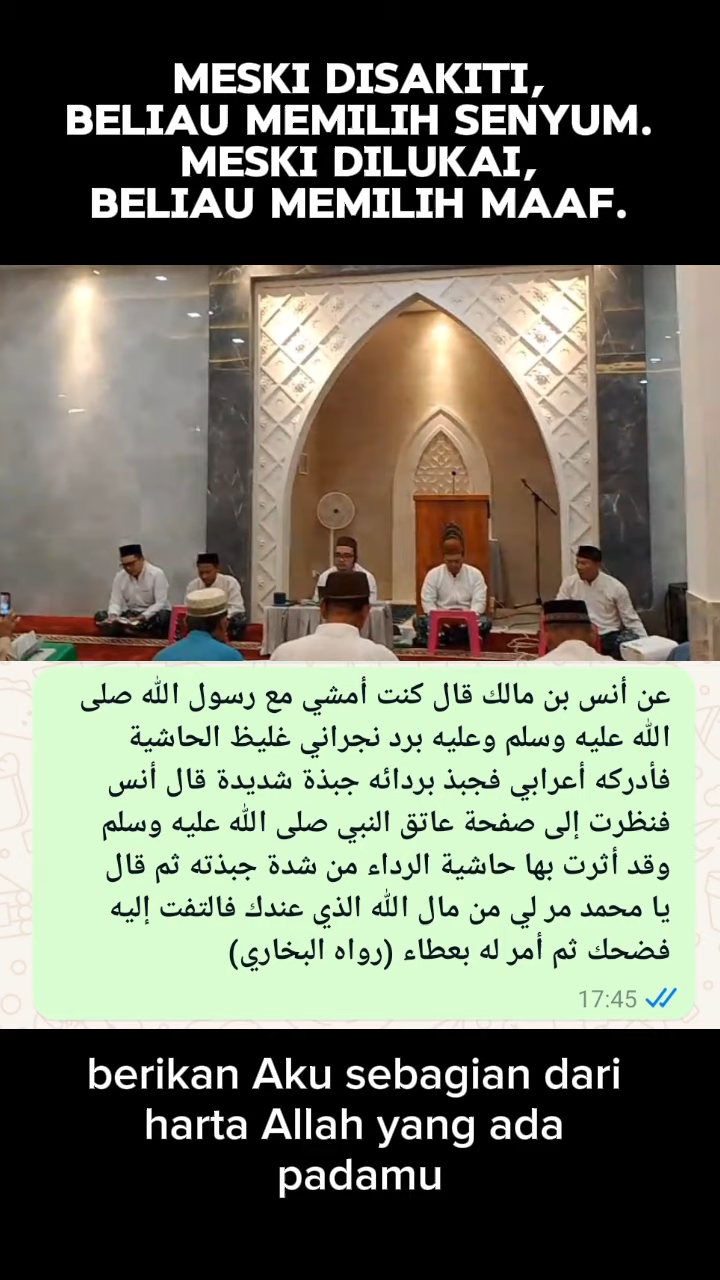 MESKI DISAKITI,
BELIAU MEMILIH SENYUM.
MESKI DILUKAI,
BELIAU MEMILIH MAAF.
عن أنس بن مالك قال كنت أمشي مع رسول الله صلى
الله عليه وسلم وعليه برد نجراني غليظ الحاشية
فأدركه أعرابي فجبذ بردائه جبذة شديدة قال أنس
فنظرت إلى صفحة عاتق النبي صلى الله عليه وسلم
وقد أثرت بها حاشية الرداء من شدة جبذته ثم قال
يا محمد مر لي من مال الله الذي عندك فالتفت إليه
فضحك ثم أمر له بعطاء (رواه البخاري)
17:45
berikan Aku sebagian dari
harta Allah yang ada
padamu